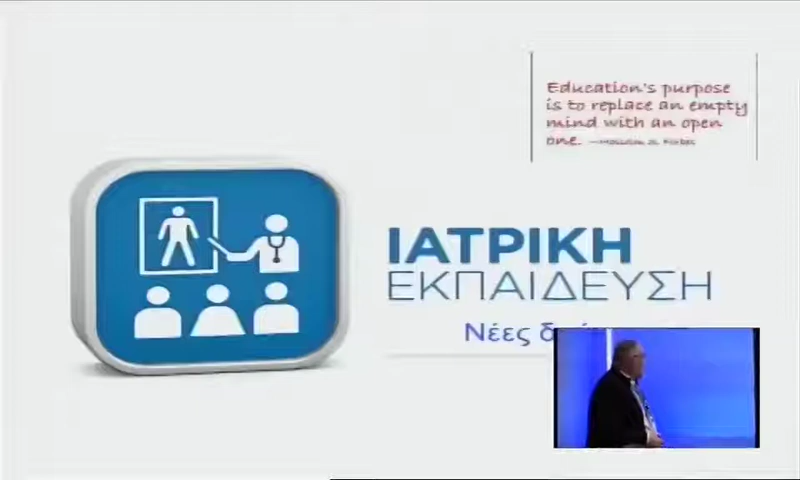 Education's purpose
is to replace an empty
mind with an open
one.
ΙΑΤΡΙΚΗ
ΕΚΠΑΙΔΕΥΣΗ
Νέες